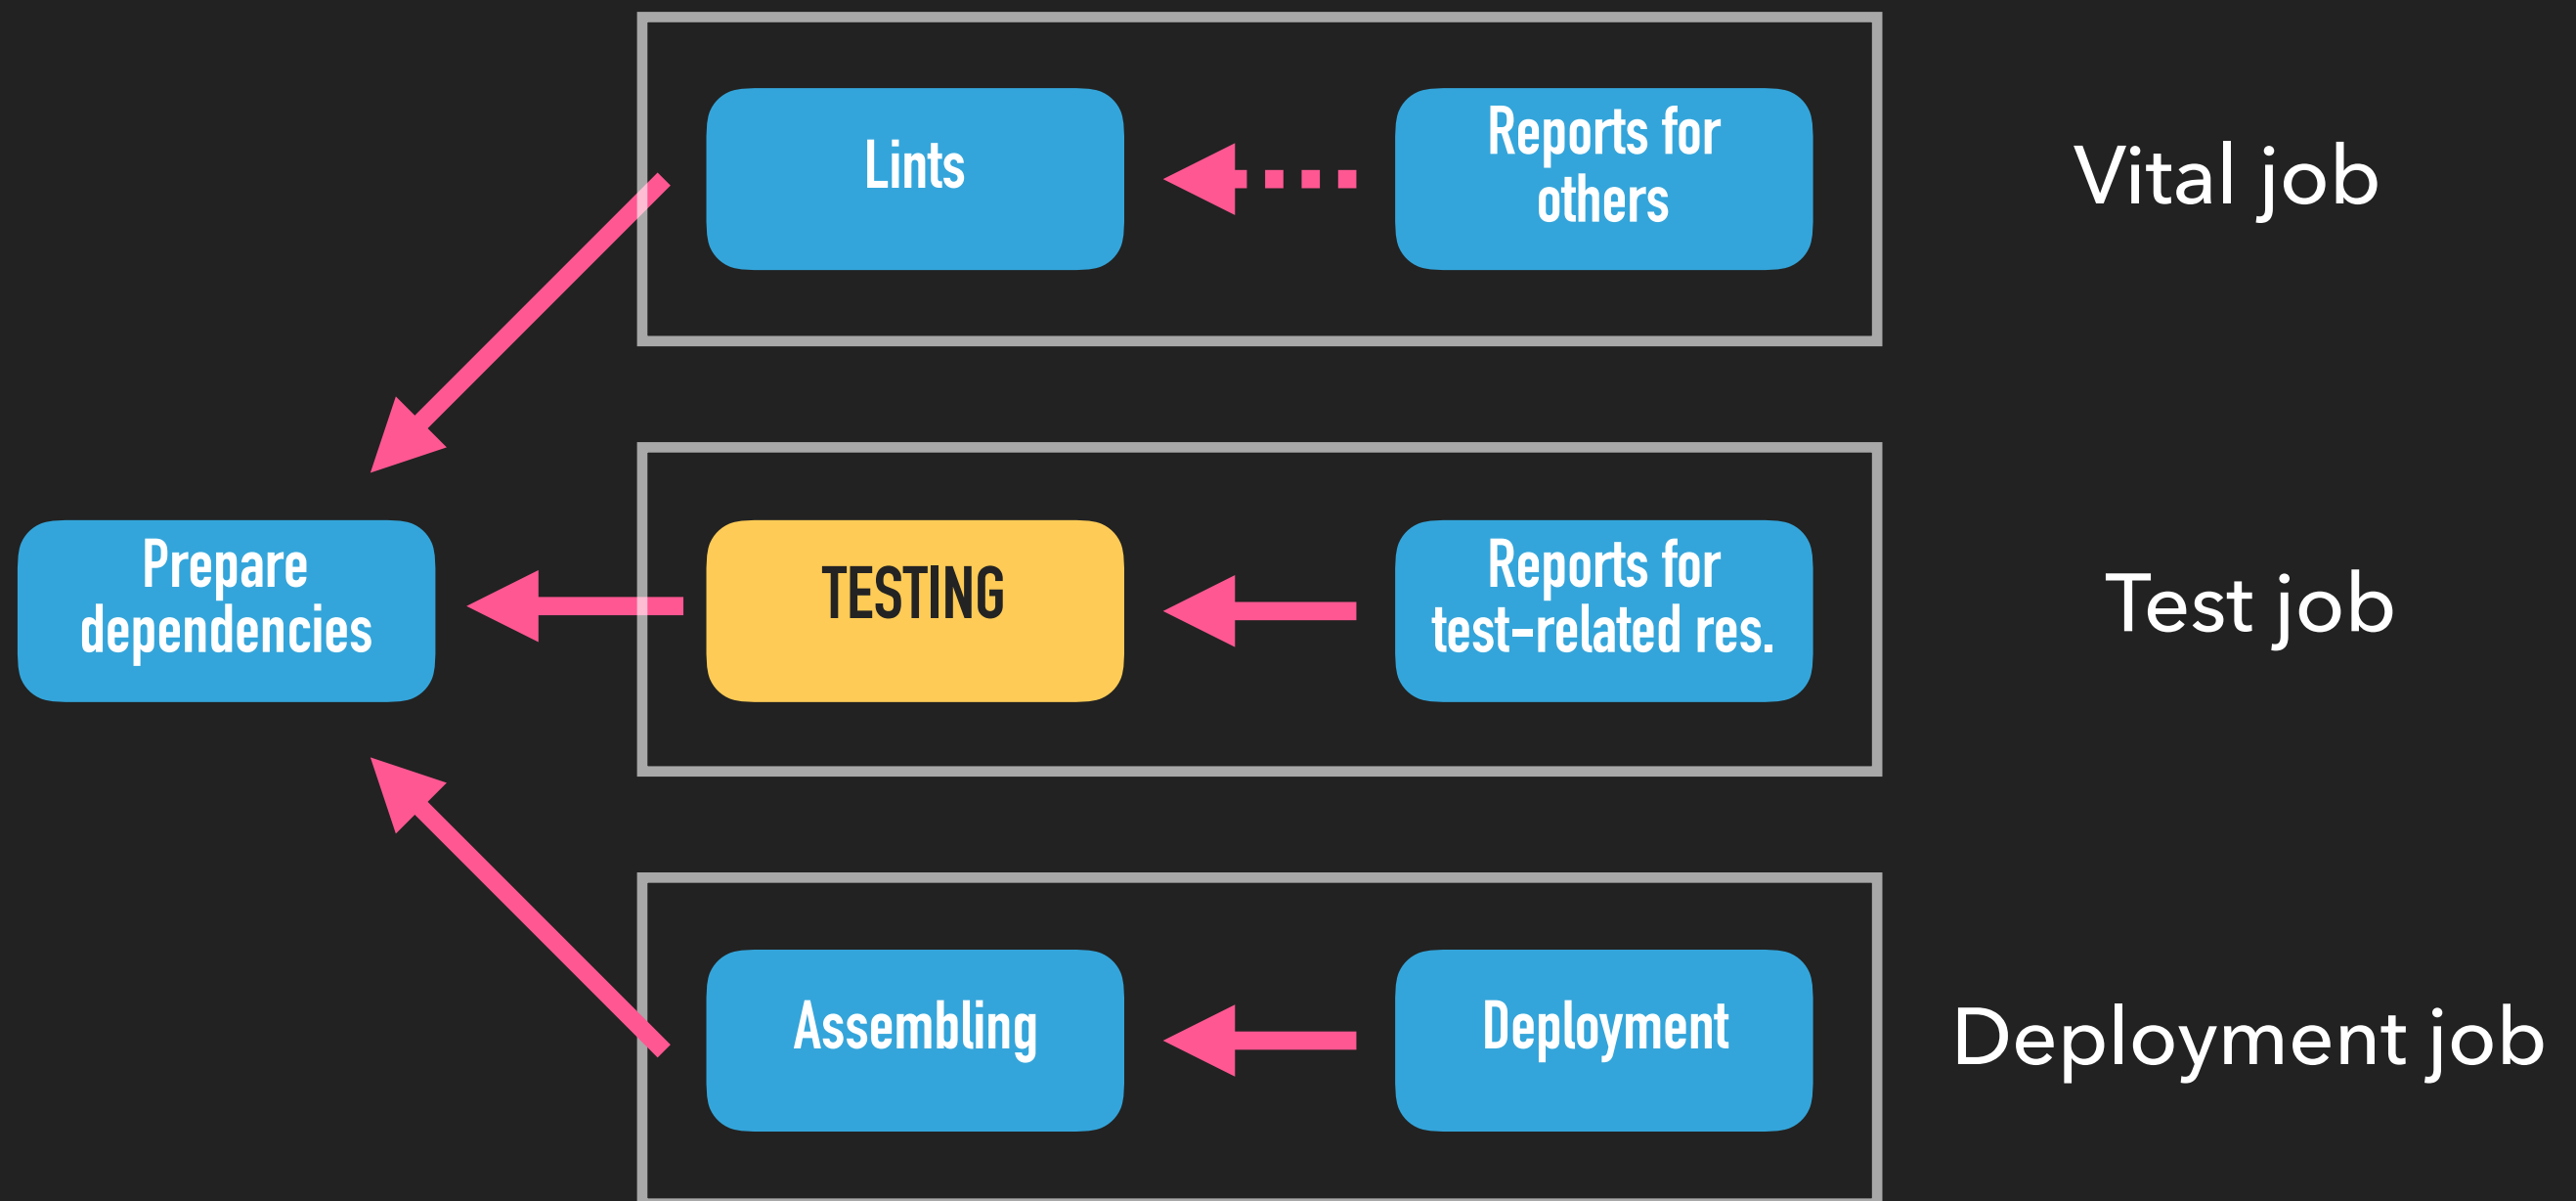 Lints
Reports for
others
Vital job
Prepare
dependencies
TESTING
Reports for
test-related res.
Test job
Assembling
Deployment
Deployment job